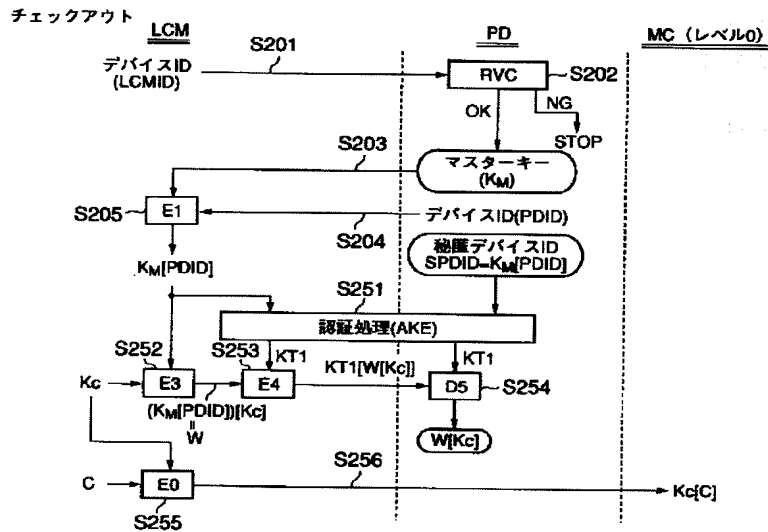 チェックアウト
LCM
PD
MC（レベル0）
S201
デバイスID
(LCMID)
RVC
S202
OK
NG
STOP
S203
マスターキー
(KM)
S205
E1
デバイスID(PDID)
S204
秘匿デバイスID
SPDID=KM[PDID]
KM[PDID]
S251
認証処理(AKE)
S252
S253
KT1
KT1
KT1[W[Kc]]
Kc
E3
E4
D5
S254
(KM[PDID])[Kc]
=
W
W[Kc]
S256
C
E0
Kc[C]
S255